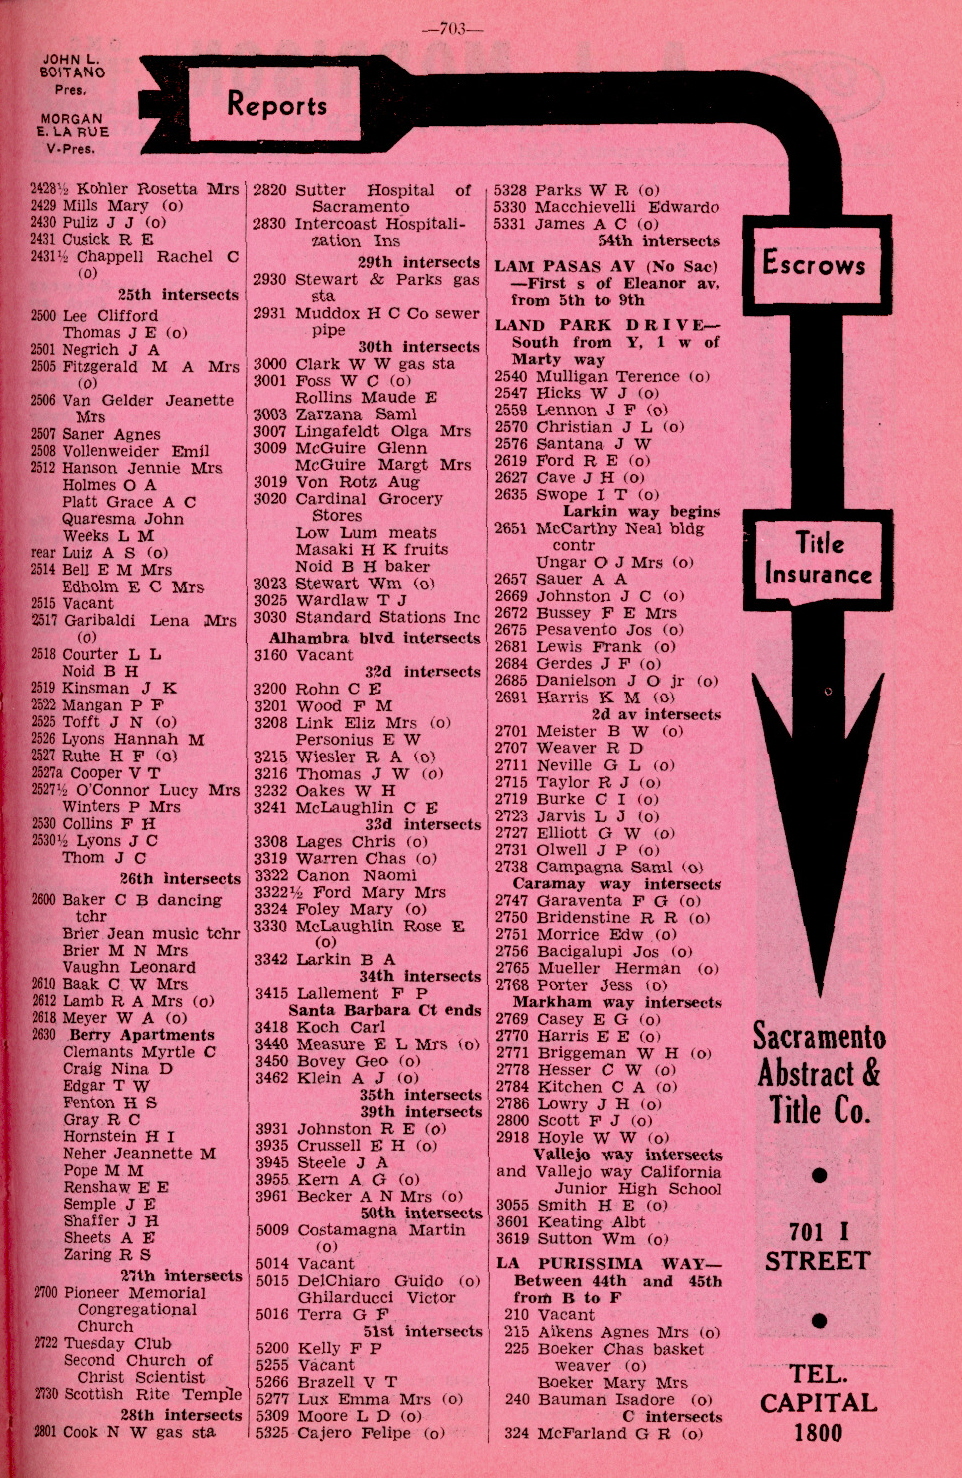 —703—
JOHN L.
BOITANO
Pres.
MORGAN
E. LA RUE
V-Pres.
Reports
2428½ Kohler Rosetta Mrs
2429 Mills Mary (o)
2430 Puliz J J (o)
2431 Cusick R E
2431½ Chappell Rachel C
(o)
25th intersects
2500 Lee Clifford
Thomas J E (o)
2501 Negrich J A
2505 Fitzgerald M A Mrs
(o)
2506 Van Gelder Jeanette
Mrs
2507 Saner Agnes
2508 Vollenweider Emil
2512 Hanson Jennie Mrs
Holmes O A
Platt Grace A C
Quaresma John
Weeks L M
rear Luiz A S (o)
2514 Bell E M Mrs
Edholm E C Mrs
2515 Vacant
2517 Garibaldi Lena Mrs
(o)
2518 Courter L L
Noid B H
2519 Kinsman J K
2522 Mangan P F
2525 Tofft J N (o)
2526 Lyons Hannah M
2527 Ruhe H F (o)
2527a Cooper V T
2527½ O'Connor Lucy Mrs
Winters P Mrs
2530 Collins F H
2530½ Lyons J C
Thom J C
26th intersects
2600 Baker C B dancing
tchr
Brier Jean music tchr
Brier M N Mrs
Vaughn Leonard
2610 Baak C W Mrs
2612 Lamb R A Mrs (o)
2618 Meyer W A (o)
2630 Berry Apartments
Clemants Myrtle C
Craig Nina D
Edgar T W
Fenton H S
Gray R C
Hornstein H I
Neher Jeannette M
Pope M M
Renshaw E E
Semple J E
Shaffer J H
Sheets A E
Zaring R S
27th intersects
2700 Pioneer Memorial
Congregational
Church
2722 Tuesday Club
Second Church of
Christ Scientist
2730 Scottish Rite Temple
28th intersects
2801 Cook N W gas sta
2820 Sutter Hospital of
Sacramento
2830 Intercoast Hospitali-
zation Ins
29th intersects
2930 Stewart & Parks gas
sta
2931 Muddox H C Co sewer
pipe
30th intersects
3000 Clark W W gas sta
3001 Foss W C (o)
Rollins Maude E
3003 Zarzana Saml
3007 Lingafeldt Olga Mrs
3009 McGuire Glenn
McGuire Margt Mrs
3019 Von Rotz Aug
3020 Cardinal Grocery
Stores
Low Lum meats
Masaki H K fruits
Noid B H baker
3023 Stewart Wm (o)
3025 Wardlaw T J
3030 Standard Stations Inc
Alhambra blvd intersects
3160 Vacant
32d intersects
3200 Rohn C E
3201 Wood F M
3208 Link Eliz Mrs (o)
Personius E W
3215 Wiesler R A (o)
3216 Thomas J W (o)
3232 Oakes W H
3241 McLaughlin C E
33d intersects
3308 Lages Chris (o)
3319 Warren Chas (o)
3322 Canon Naomi
3322½ Ford Mary Mrs
3324 Foley Mary (o)
3330 McLaughlin Rose E
(o)
3342 Larkin B A
34th intersects
3415 Lallement F P
Santa Barbara Ct ends
3418 Koch Carl
3440 Measure E L Mrs (o)
3450 Bovey Geo (o)
3462 Klein A J (o)
35th intersects
39th intersects
3931 Johnston R E (o)
3935 Crussell E H (o)
3945 Steele J A
3955 Kern A G (o)
3961 Becker A N Mrs (o)
50th intersects
5009 Costamagna Martin
(o)
5014 Vacant
5015 DelChiaro Guido (o)
Ghilarducci Victor
5016 Terra G F
51st intersects
5200 Kelly F P
5255 Vacant
5266 Brazell V T
5277 Lux Emma Mrs (o)
5309 Moore L D (o)
5325 Cajero Felipe (o)
5328 Parks W R (o)
5330 Macchievelli Edwardo
5331 James A C (o)
54th intersects
LAM PASAS AV (No Sac)
—First s of Eleanor av,
from 5th to 9th
LAND PARK DRIVE—
South from Y, 1 w of
Marty way
2540 Mulligan Terence (o)
2547 Hicks W J (o)
2559 Lennon J F (o)
2570 Christian J L (o)
2576 Santana J W
2619 Ford R E (o)
2627 Cave J H (o)
2635 Swope I T (o)
Larkin way begins
2651 McCarthy Neal bldg
contr
Ungar O J Mrs (o)
2657 Sauer A A
2669 Johnston J C (o)
2672 Bussey F E Mrs
2675 Pesavento Jos (o)
2681 Lewis Frank (o)
2684 Gerdes J F (o)
2685 Danielson J O jr (o)
2691 Harris K M (o)
2d av intersects
2701 Meister B W (o)
2707 Weaver R D
2711 Neville G L (o)
2715 Taylor R J (o)
2719 Burke C I (o)
2723 Jarvis L J (o)
2727 Elliott G W (o)
2731 Olwell J P (o)
2738 Campagna Saml (o)
Caramay way intersects
2747 Garaventa F G (o)
2750 Bridenstine R R (o)
2751 Morrice Edw (o)
2756 Bacigalupi Jos (o)
2765 Mueller Herman (o)
2768 Porter Jess (o)
Markham way intersects
2769 Casey E G (o)
2770 Harris E E (o)
2771 Briggeman W H (o)
2778 Hesser C W (o)
2784 Kitchen C A (o)
2786 Lowry J H (o)
2800 Scott F J (o)
2918 Hoyle W W (o)
Vallejo way intersects
and Vallejo way California
Junior High School
3055 Smith H E (o)
3601 Keating Albt
3619 Sutton Wm (o)
LA PURISSIMA WAY—
Between 44th and 45th
from B to F
210 Vacant
215 Aikens Agnes Mrs (o)
225 Boeker Chas basket
weaver (o)
Boeker Mary Mrs
240 Bauman Isadore (o)
C intersects
324 McFarland G R (o)
Escrows
Title
Insurance
Sacramento
Abstract &
Title Co.
701 I
STREET
TEL.
CAPITAL
1800